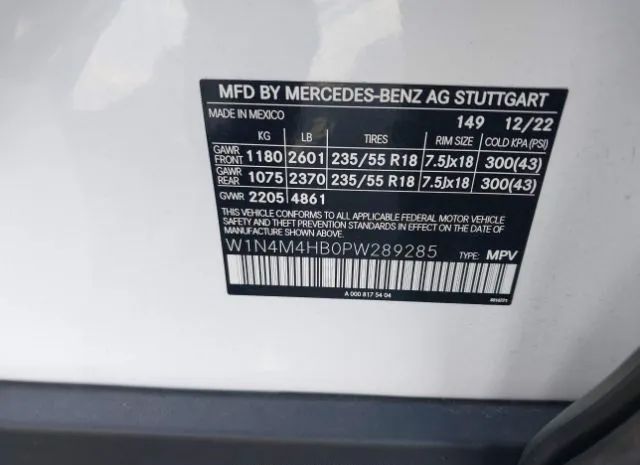 MFD BY MERCEDES-BENZ AG STUTTGART
MADE IN MEXICO 149 12/22
KG LB TIRES RIM SIZE COLD KPA (PSI)
GAWR FRONT 1180 2601 235/55 R18 7.5Jx18 300(43)
GAWR REAR 1075 2370 235/55 R18 7.5Jx18 300(43)
GVWR 2205 4861
THIS VEHICLE CONFORMS TO ALL APPLICABLE FEDERAL MOTOR VEHICLE
SAFETY AND THEFT PREVENTION STANDARDS IN EFFECT ON THE DATE
OF MANUFACTURE SHOWN ABOVE.
W1N4M4HB0PW289285 TYPE: MPV
A 000 817 54 04